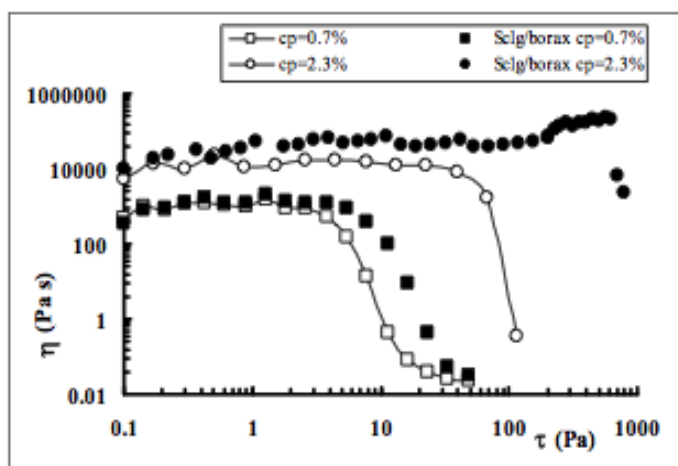 cp=0.7% Sclg/borax cp=0.7%
cp=2.3% Sclg/borax cp=2.3%
1000000
10000
100
1
0.01
η (Pa s)
0.1 1 10 100 1000
τ (Pa)